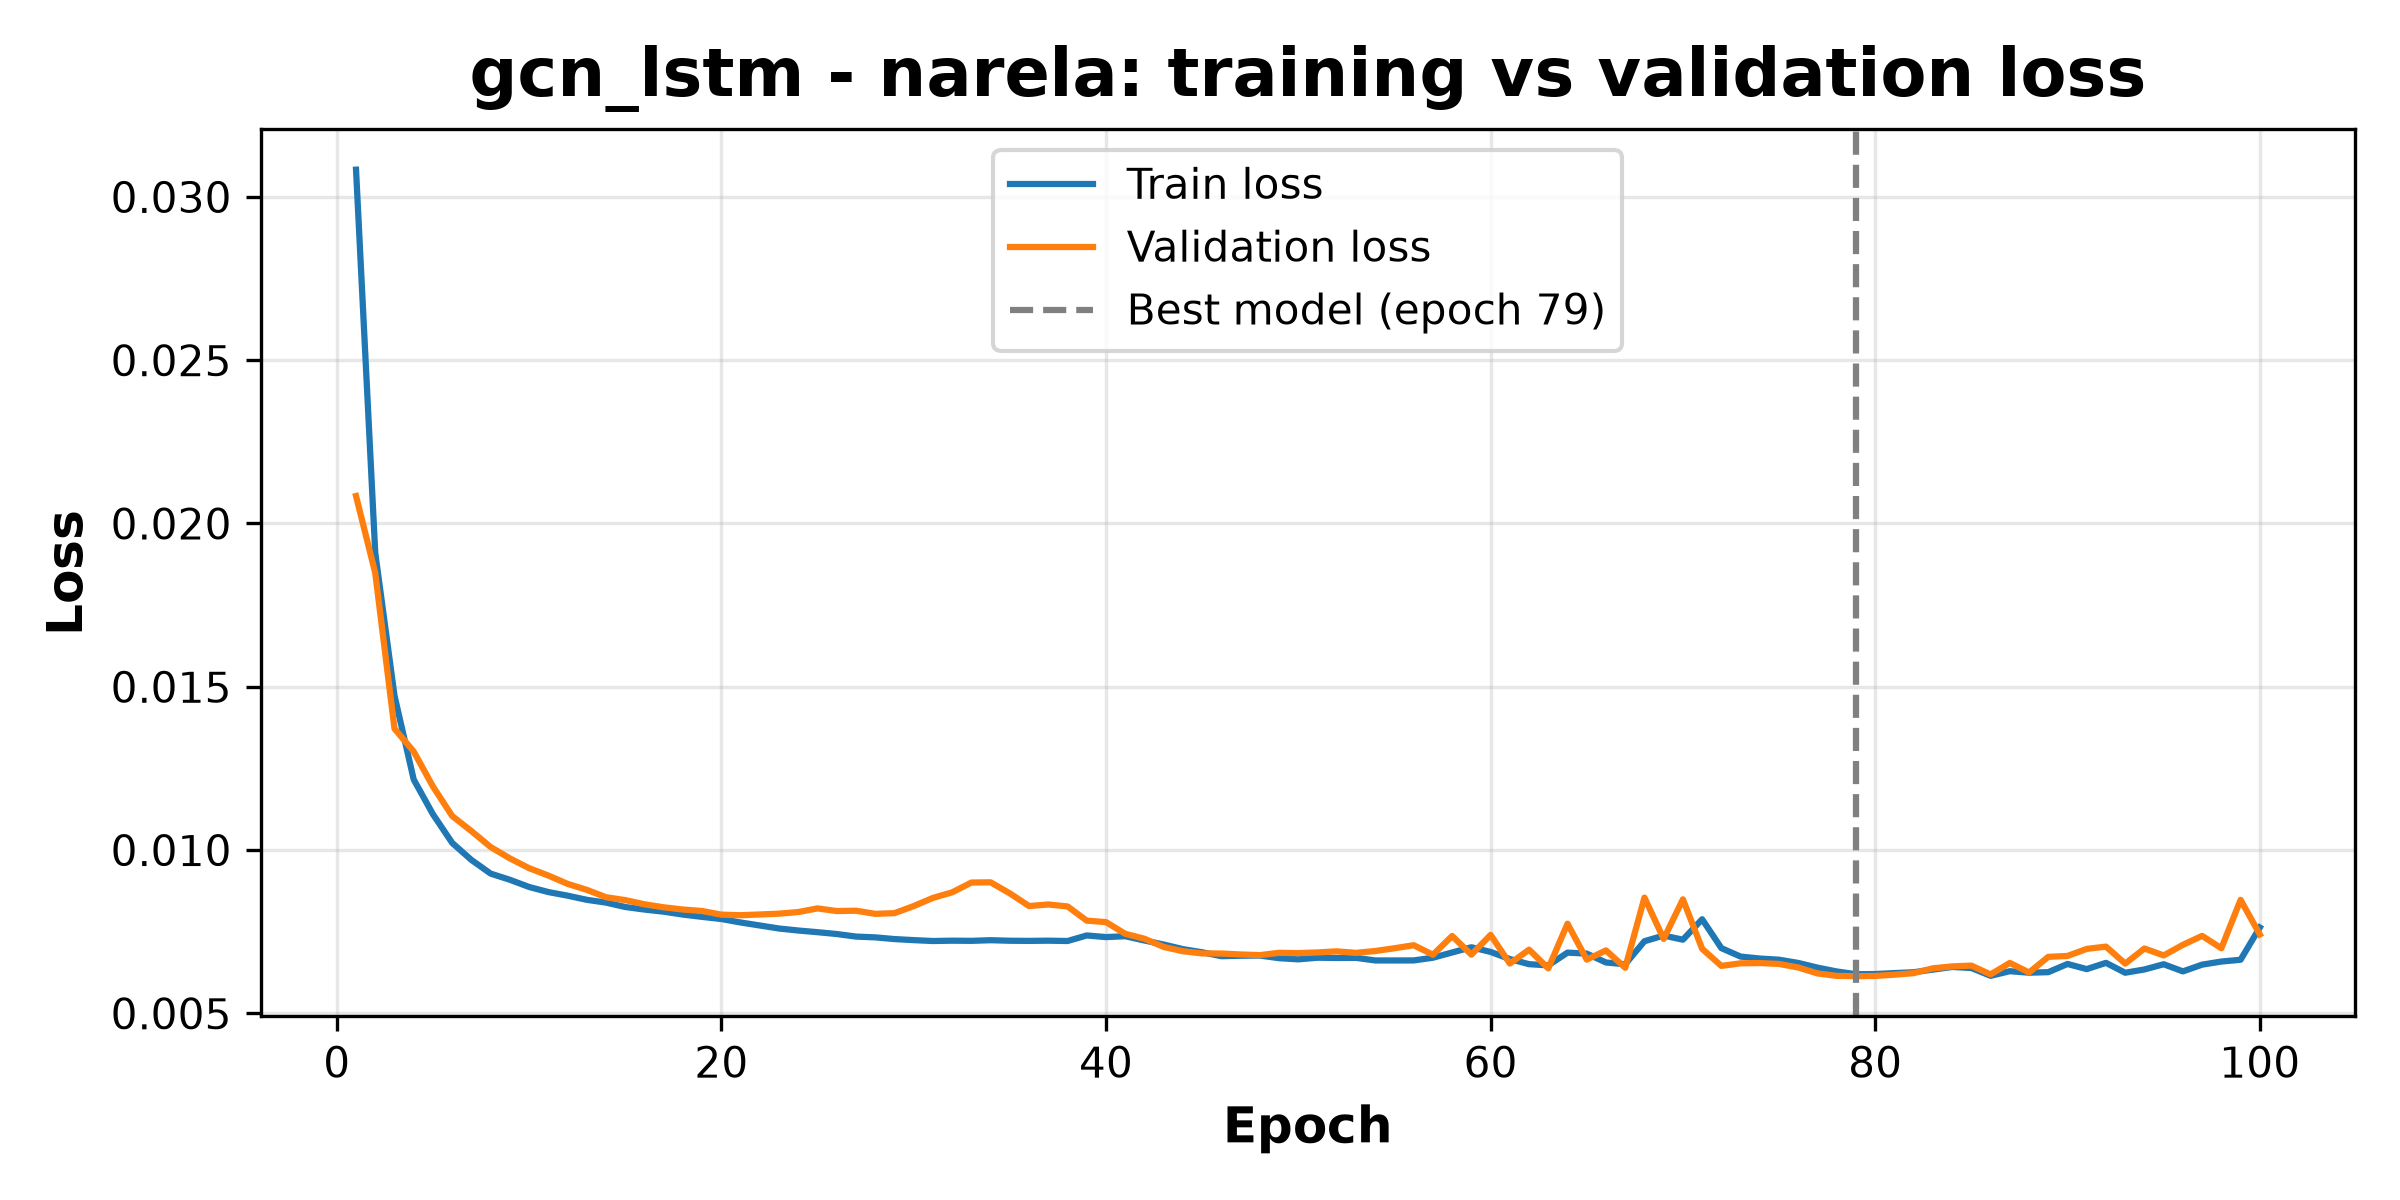 gcn_lstm - narela: training vs validation loss
Train loss
Validation loss
Best model (epoch 79)
Loss
0.030
0.025
0.020
0.015
0.010
0.005
0 20 40 60 80 100
Epoch